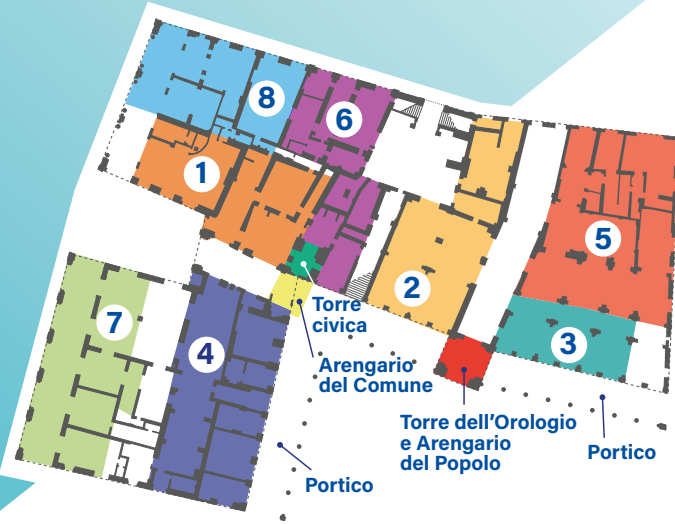 8
6
1
5
2
Torre
civica
3
7
4
Arengario
del Comune
Torre dell'Orologio
e Arengario
del Popolo
Portico
Portico